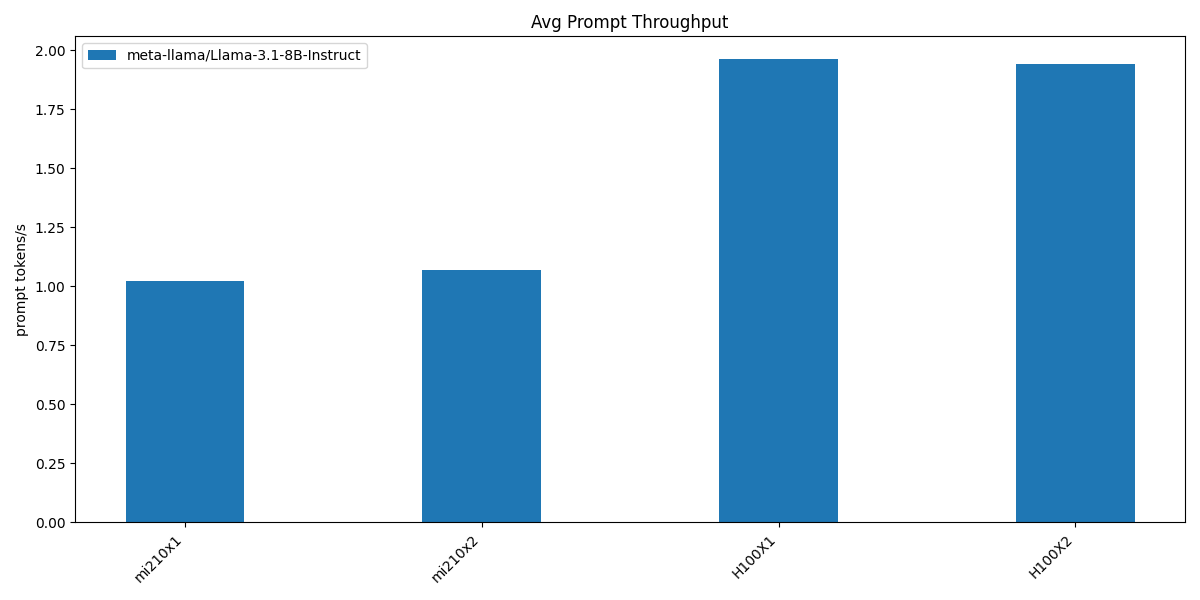 Avg Prompt Throughput
meta-llama/Llama-3.1-8B-Instruct
prompt tokens/s
2.00
1.75
1.50
1.25
1.00
0.75
0.50
0.25
0.00
mi210x1
mi210x2
H100X1
H100X2